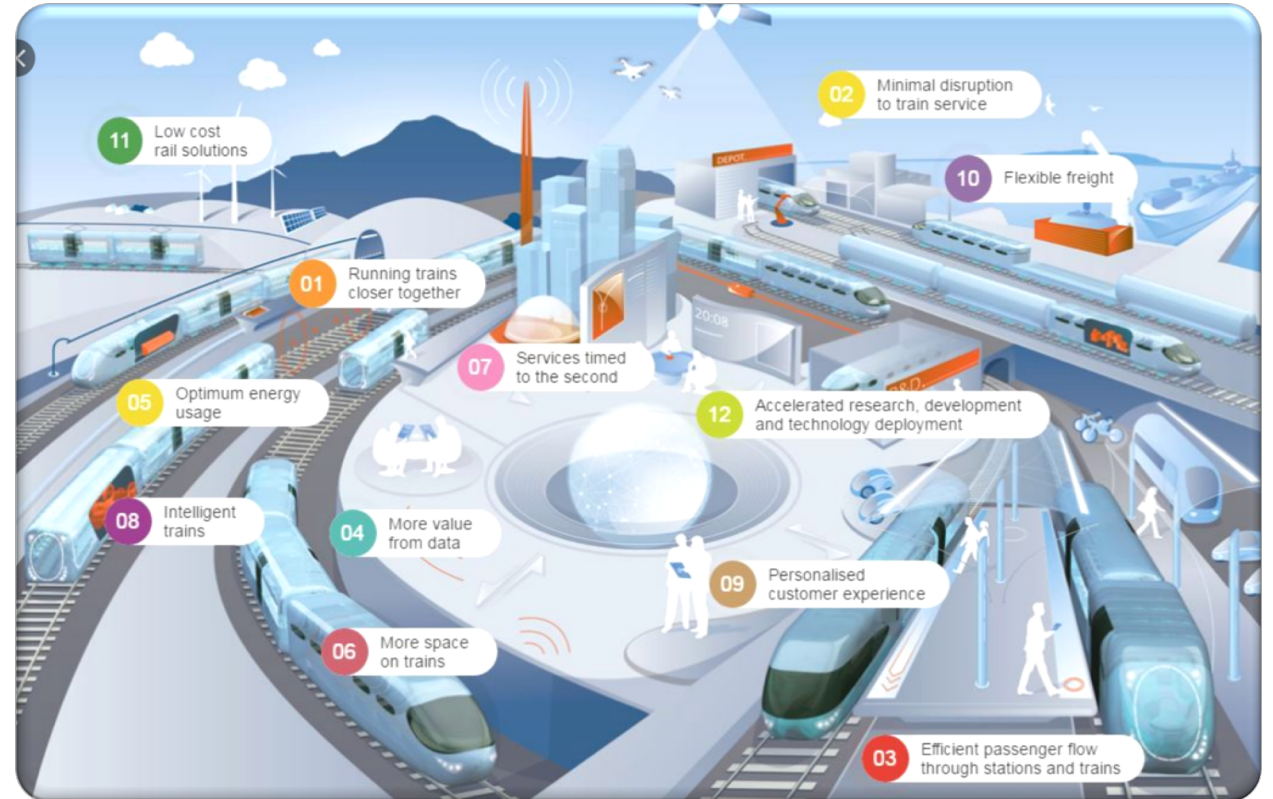 02
Minimal disruption
to train service
11
Low cost
rail solutions
DEPOT.
10
Flexible freight
01
Running trains
closer together
20:08
07
Services timed
to the second
R&D.
05
Optimum energy
usage
12
Accelerated research, development
and technology deployment
08
Intelligent
trains
04
More value
from data
09
Personalised
customer experience
06
More space
on trains
03
Efficient passenger flow
through stations and trains